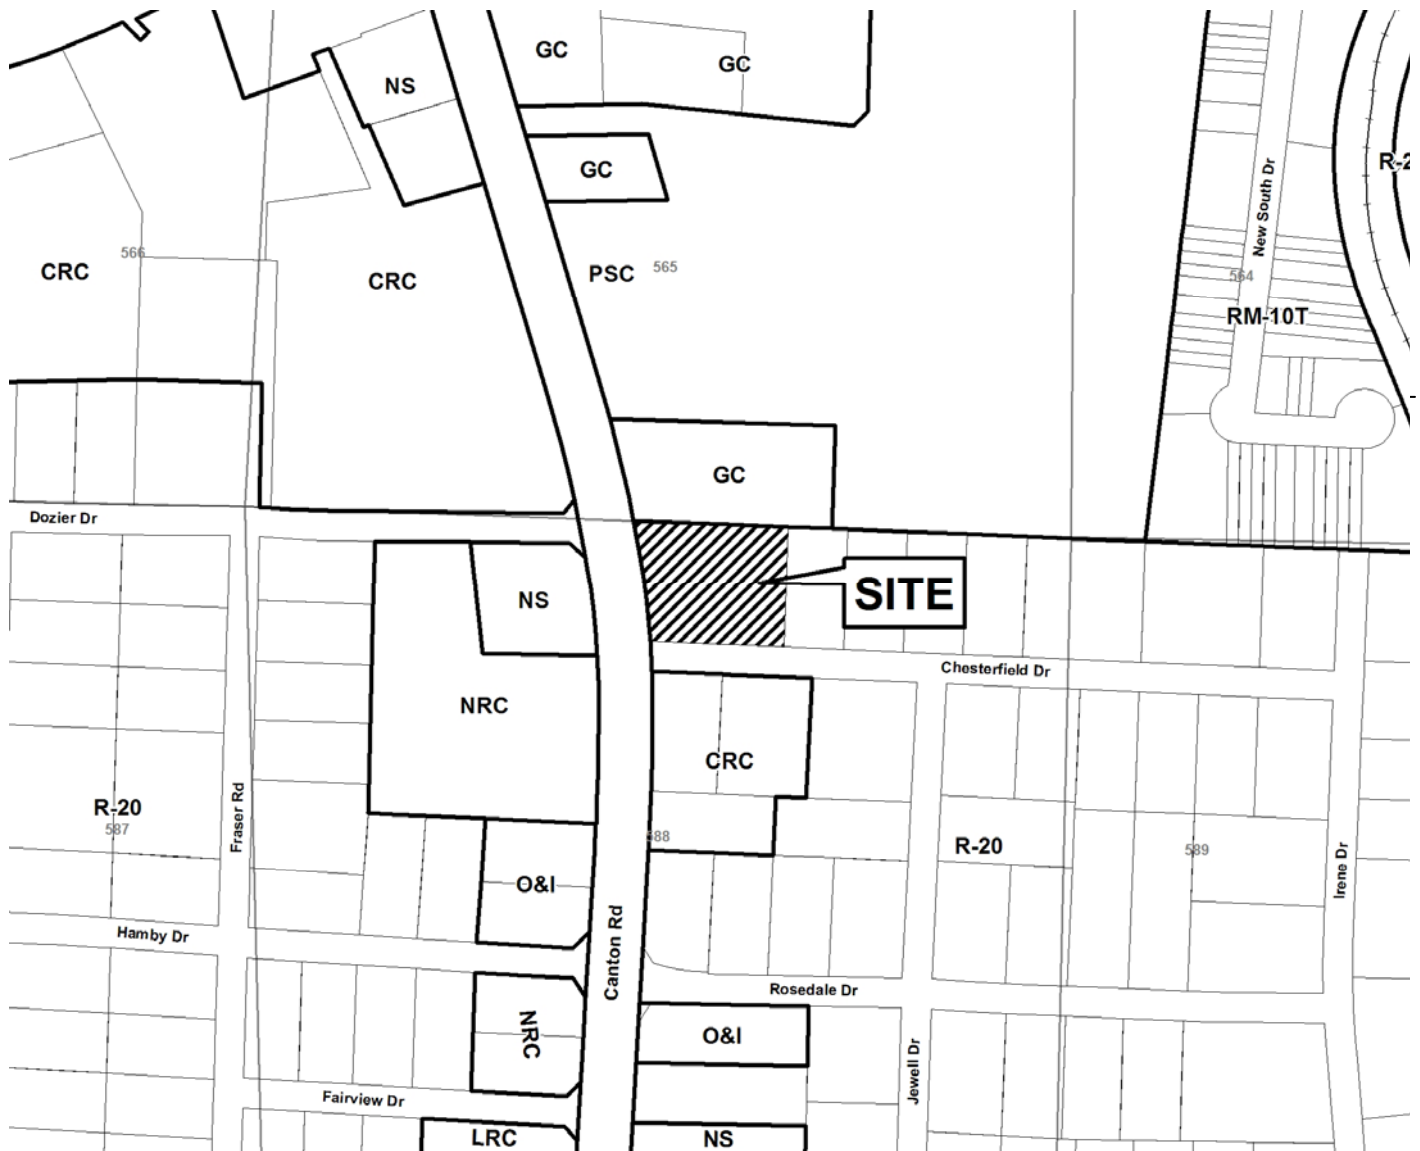 GC
GC
NS
R-2
GC
New South Dr
566
CRC
CRC
PSC
565
564
RM-10T
GC
Dozier Dr
SITE
NS
Chesterfield Dr
NRC
CRC
R-20
587
Fraser Rd
588
R-20
589
Irene Dr
O&I
Hamby Dr
Canton Rd
Rosedale Dr
NRC
O&I
Jewell Dr
Fairview Dr
LRC
NS